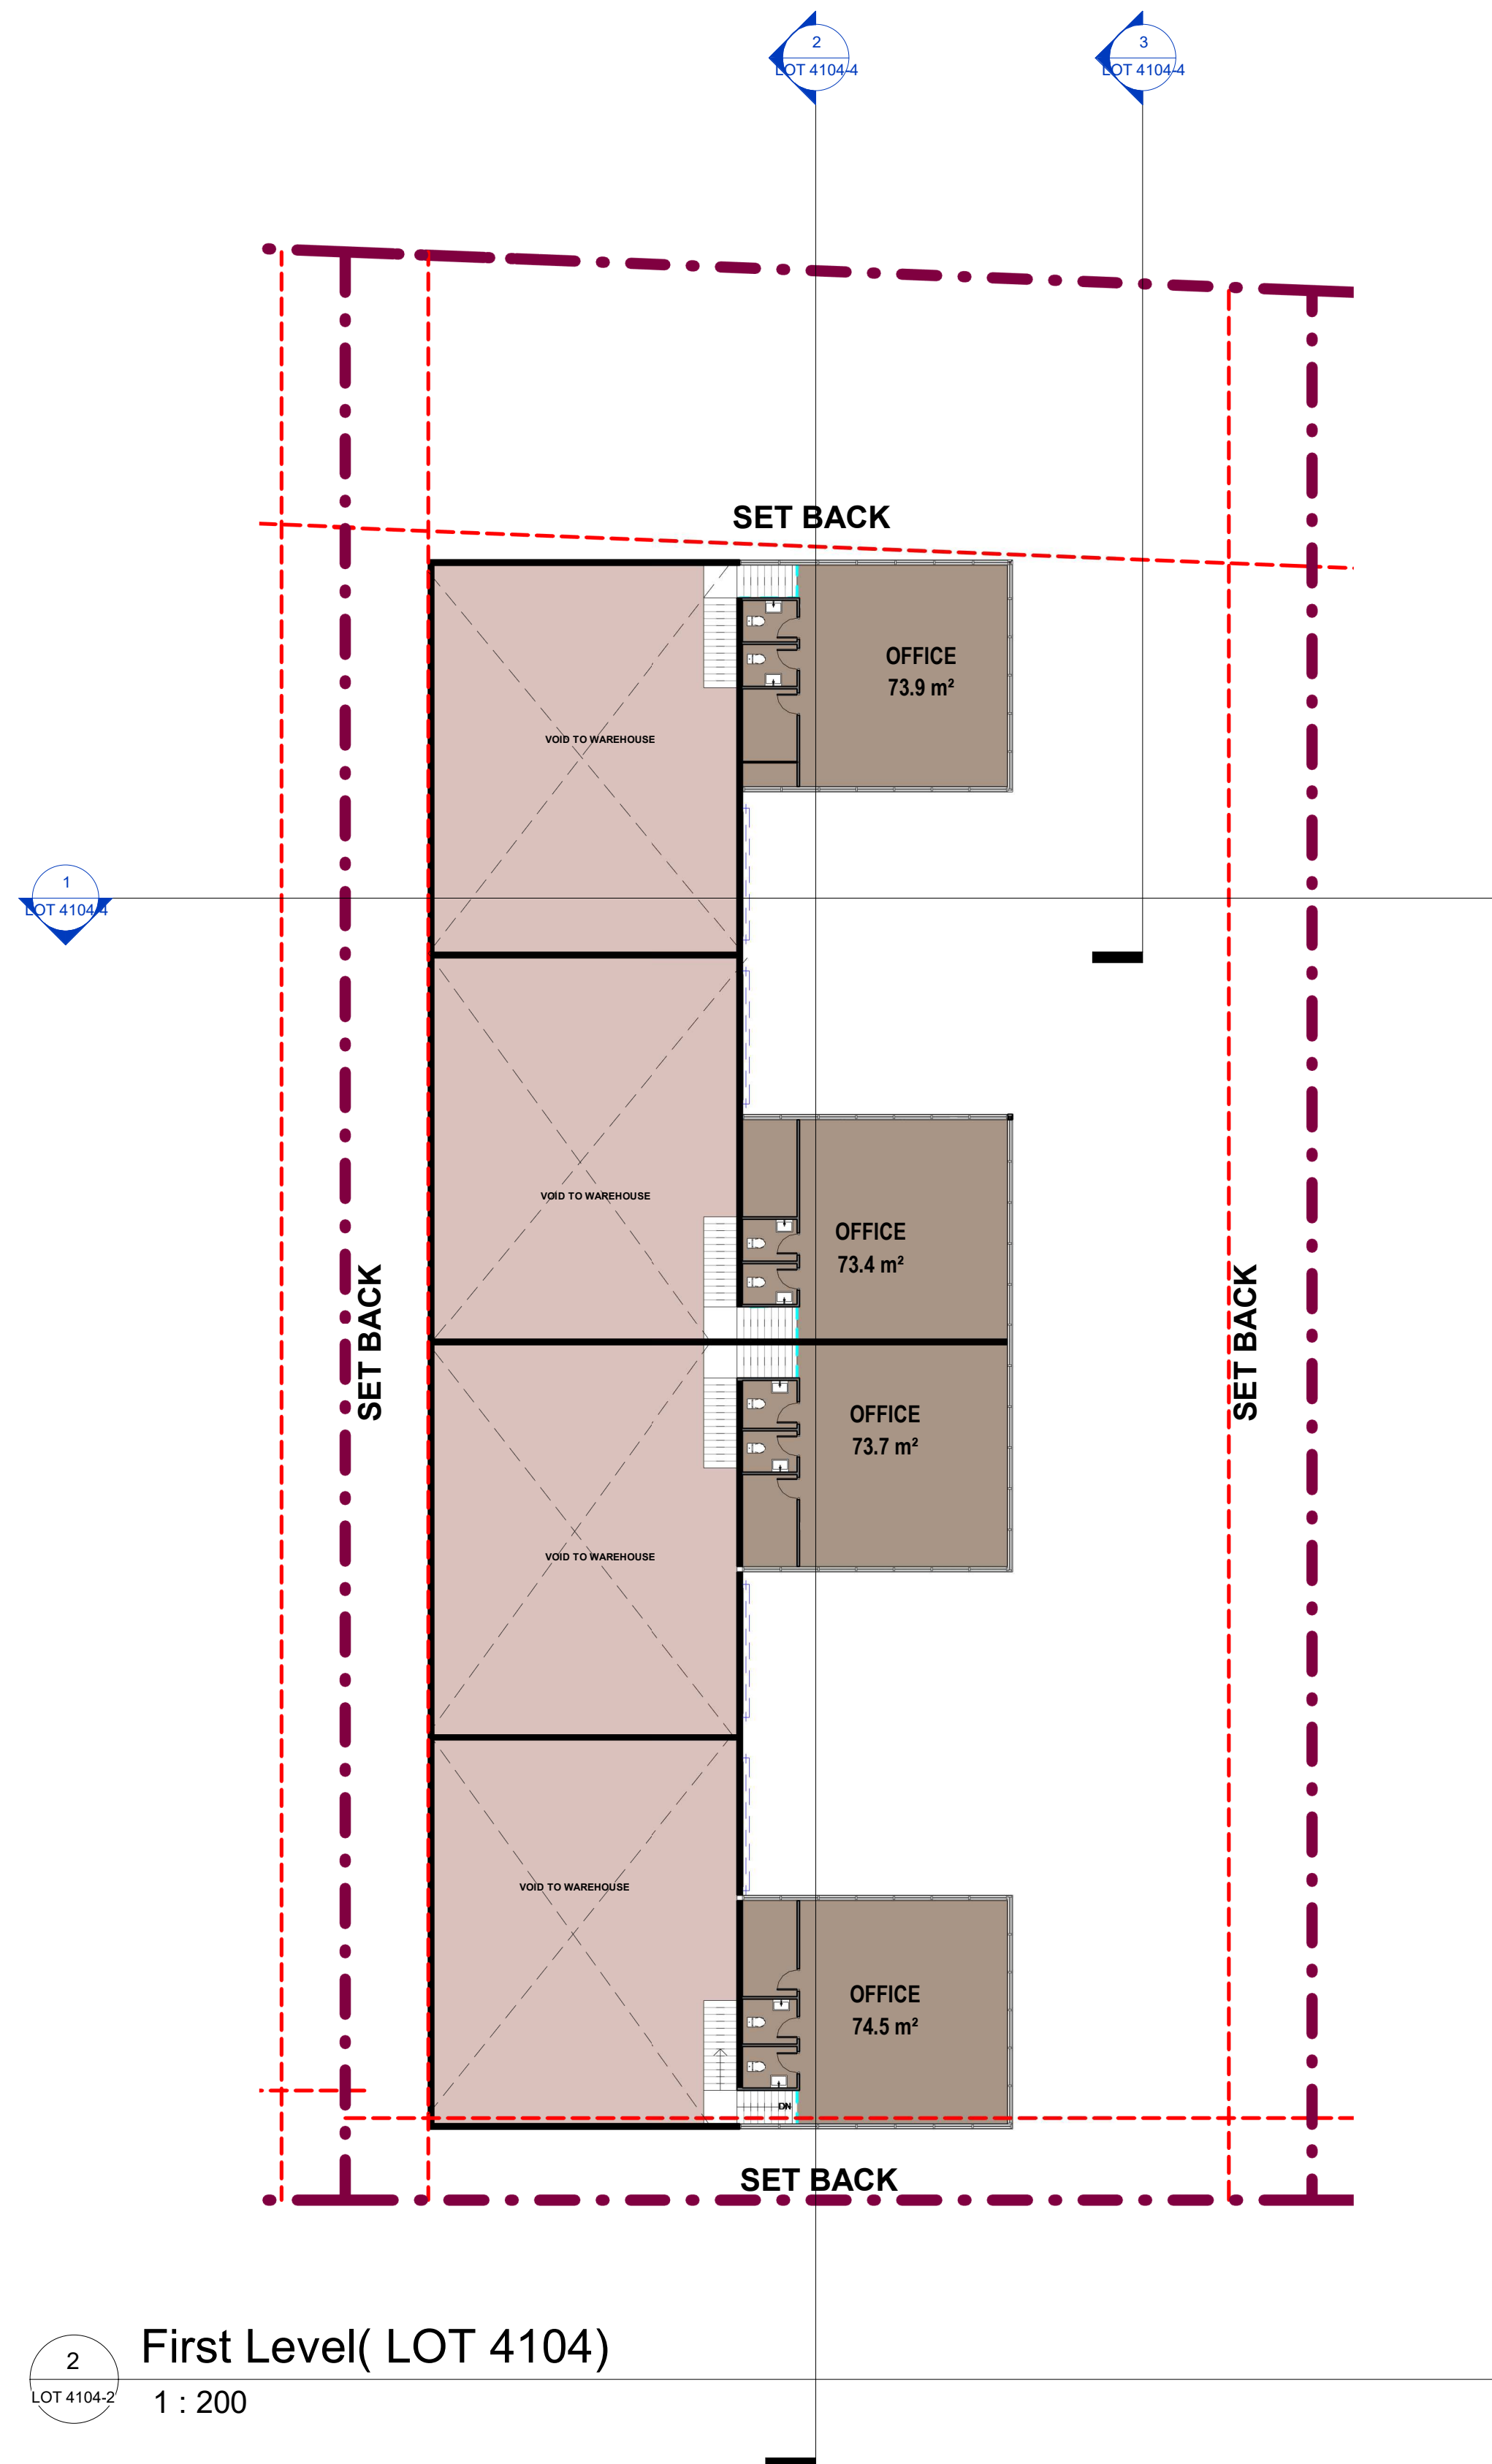 2
LOT 4104-4
3
LOT 4104-4
SET BACK
OFFICE
73.9 m²
VOID TO WAREHOUSE
1
LOT 4104-4
VOID TO WAREHOUSE
OFFICE
73.4 m²
SET BACK
SET BACK
OFFICE
73.7 m²
VOID TO WAREHOUSE
VOID TO WAREHOUSE
OFFICE
74.5 m²
DN
SET BACK
First Level( LOT 4104)
2
LOT 4104-2
1 : 200